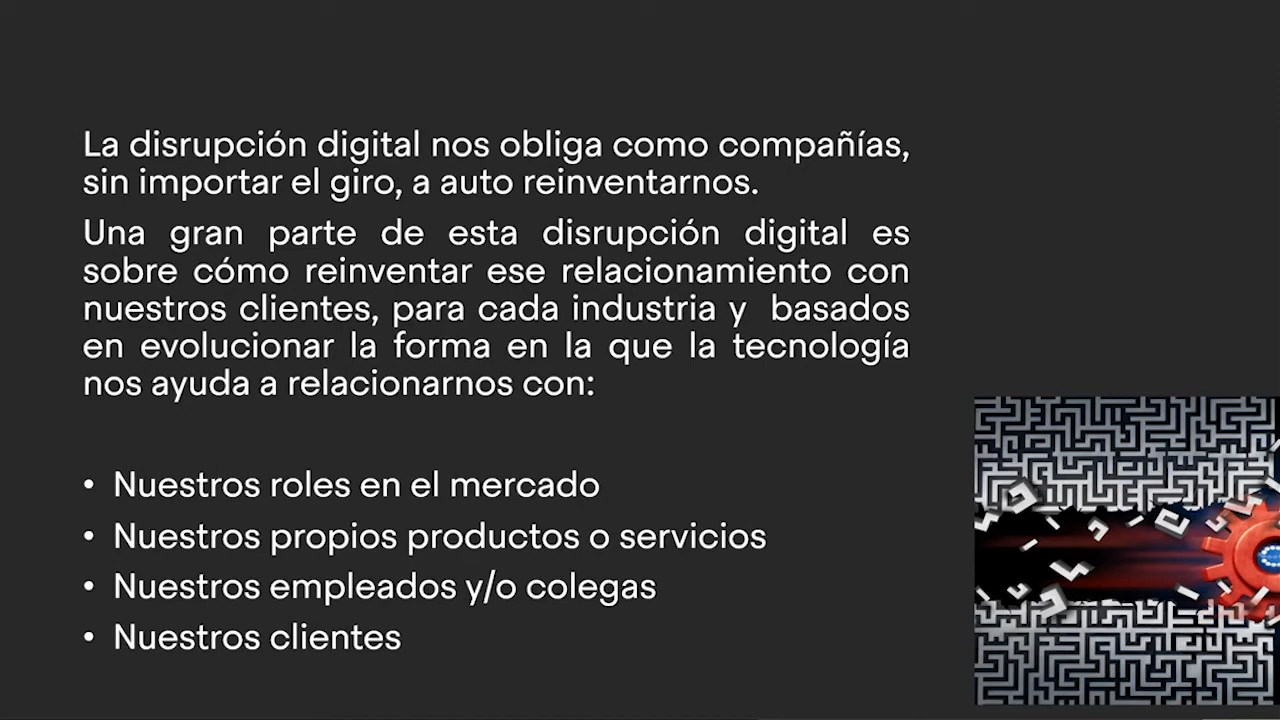 La disrupción digital nos obliga como compañías,
sin importar el giro, a auto reinventarnos.
Una gran parte de esta disrupción digital es
sobre cómo reinventar ese relacionamiento con
nuestros clientes, para cada industria y  basados
en evolucionar la forma en la que la tecnología
nos ayuda a relacionarnos con:
• Nuestros roles en el mercado
• Nuestros propios productos o servicios
• Nuestros empleados y/o colegas
• Nuestros clientes